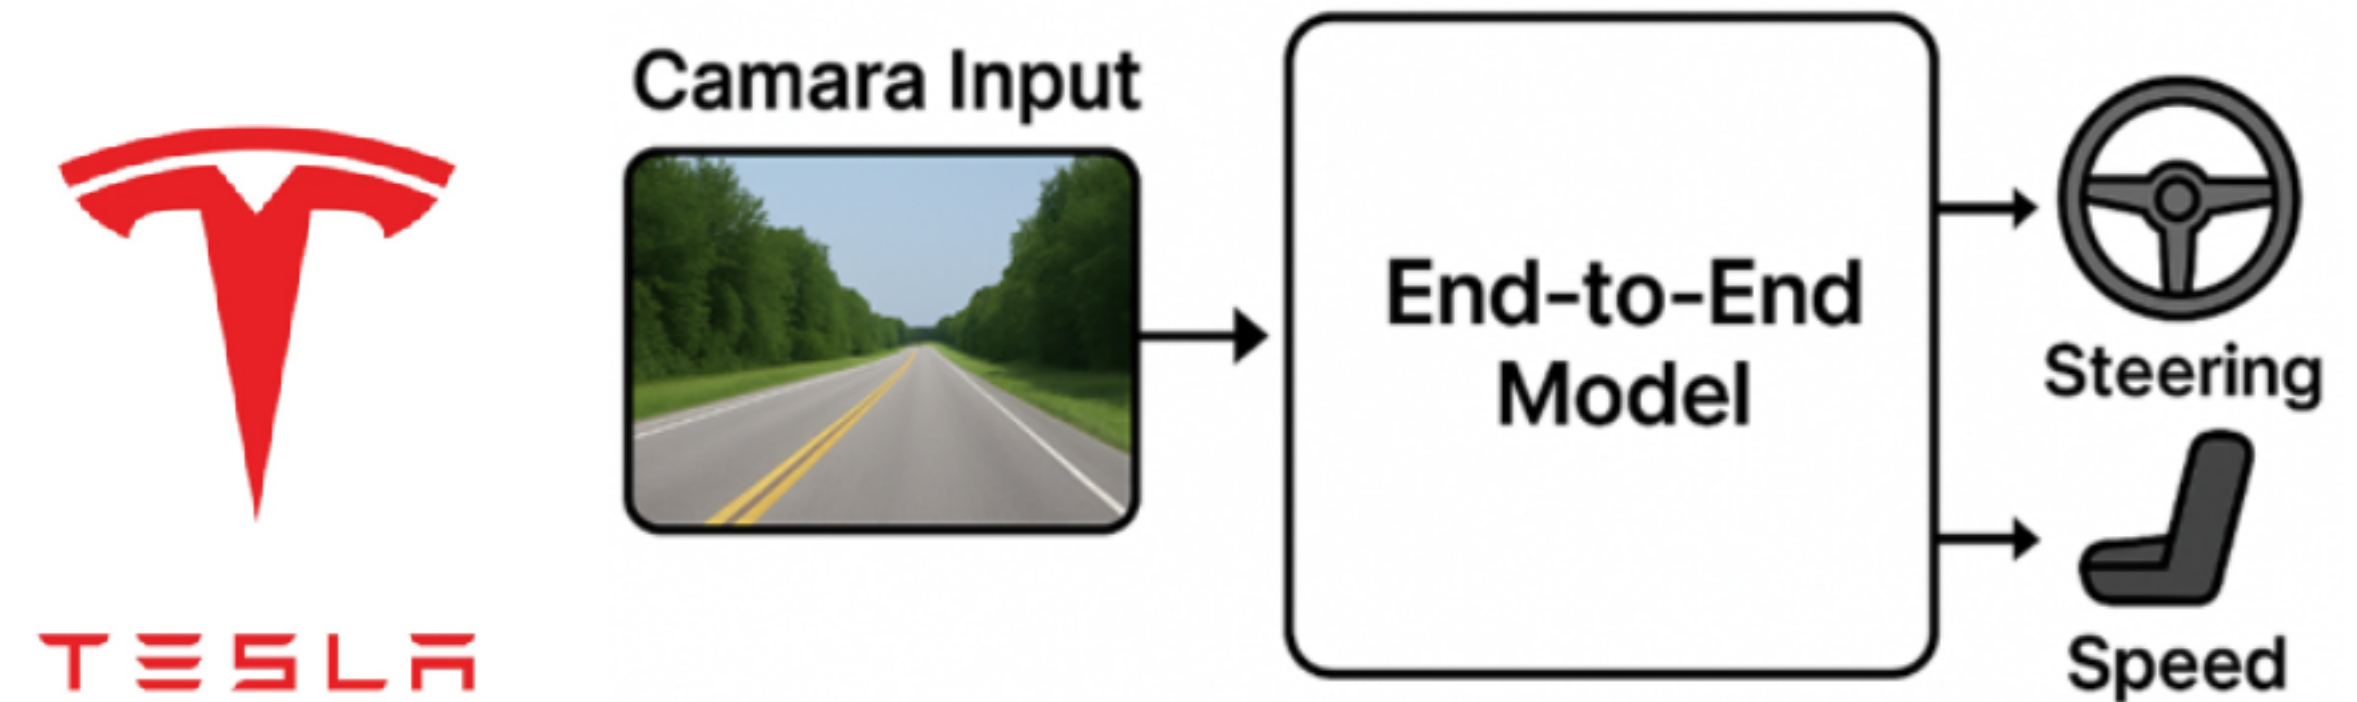 TESLA
Camara Input
End-to-End
Model
Steering
Speed